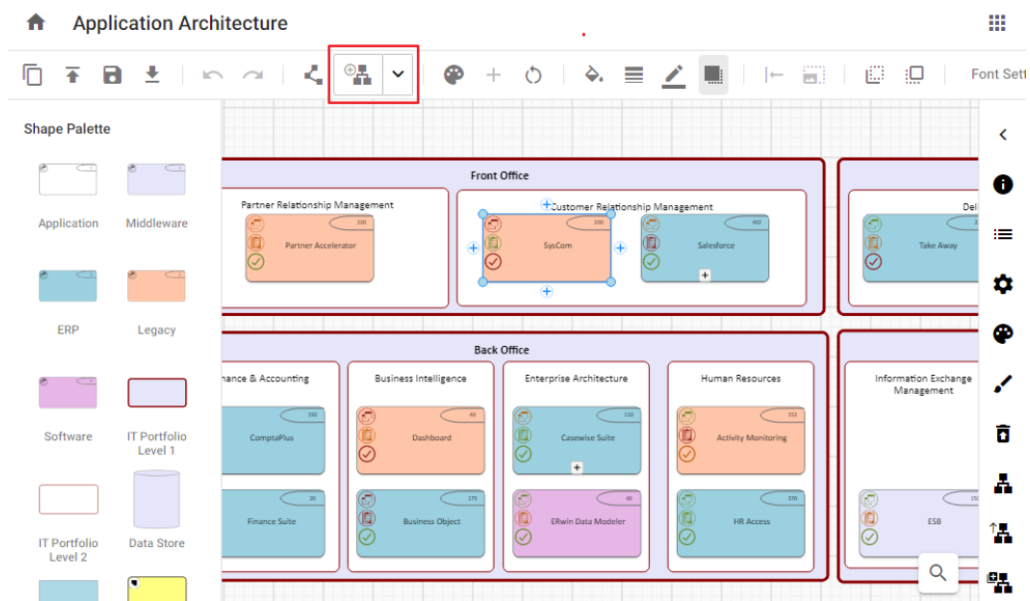 Application Architecture
Font Sett
Shape Palette
Application
Middleware
ERP
Legacy
Software
IT Portfolio
Level 1
IT Portfolio
Level 2
Data Store
Front Office
Partner Relationship Management
Partner Accelerator
Customer Relationship Management
SysCom
Salesforce
Del
Take Away
Back Office
nance & Accounting
ComptaPlus
Finance Suite
Business Intelligence
Dashboard
Business Object
Enterprise Architecture
Casewise Suite
ERwin Data Modeler
Human Resources
Activity Monitoring
HR Access
Information Exchange
Management
ESB